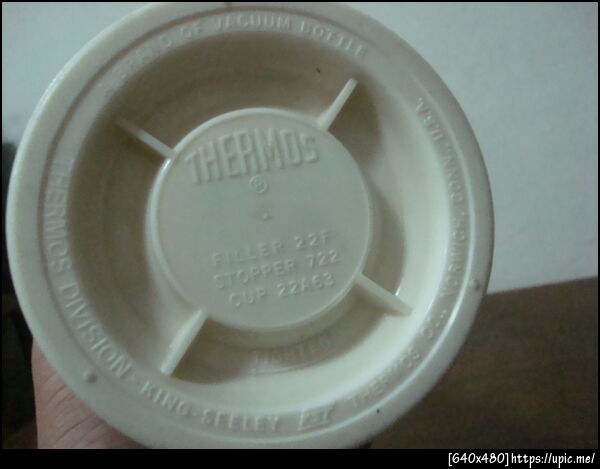 A BRAND OF VACUUM BOTTLE
THERMOS
®
FILLER 22F
STOPPER 722
CUP 22A63
THERMOS DIVISION - KING-SEELEY THERMOS CO., NORWICH, CONN., U.S.A.
[640x480]https://upic.me/